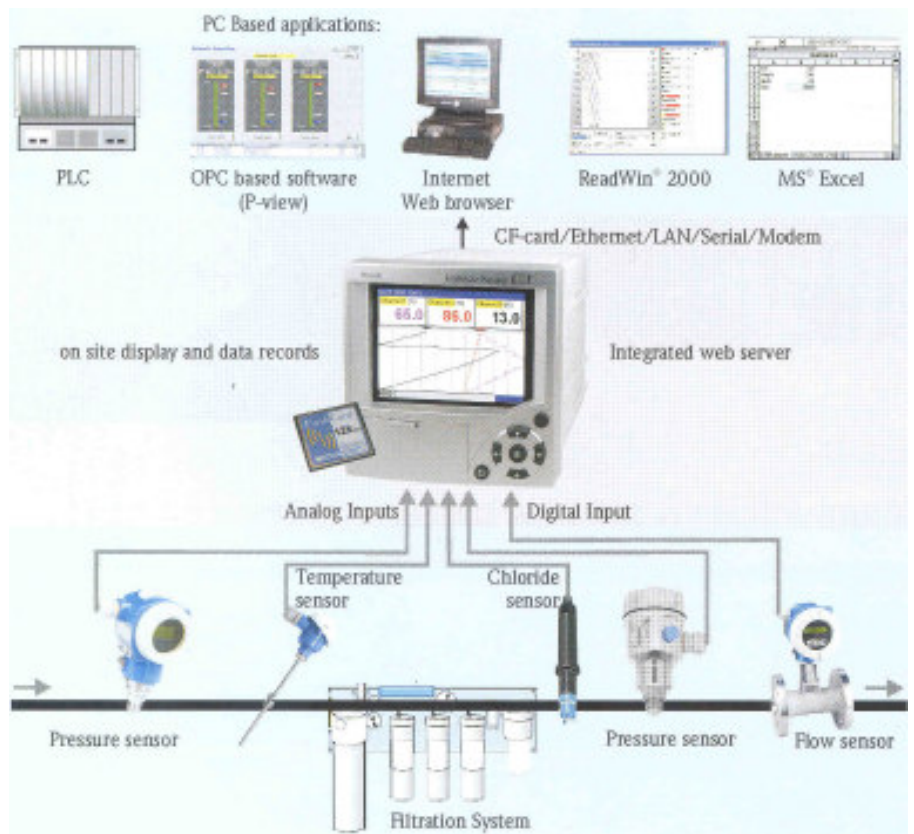 PC Based applications:
PLC
OPC based software
(P-view)
Internet
Web browser
ReadWin® 2000
MS® Excel
CF-card/Ethernet/LAN/Serial/Modem
66.0
86.0
13.0
on site display and data records
Integrated web server
Analog Inputs
Digital Input
Temperature
sensor
Chloride
sensor
Pressure sensor
Pressure sensor
Flow sensor
Filtration System